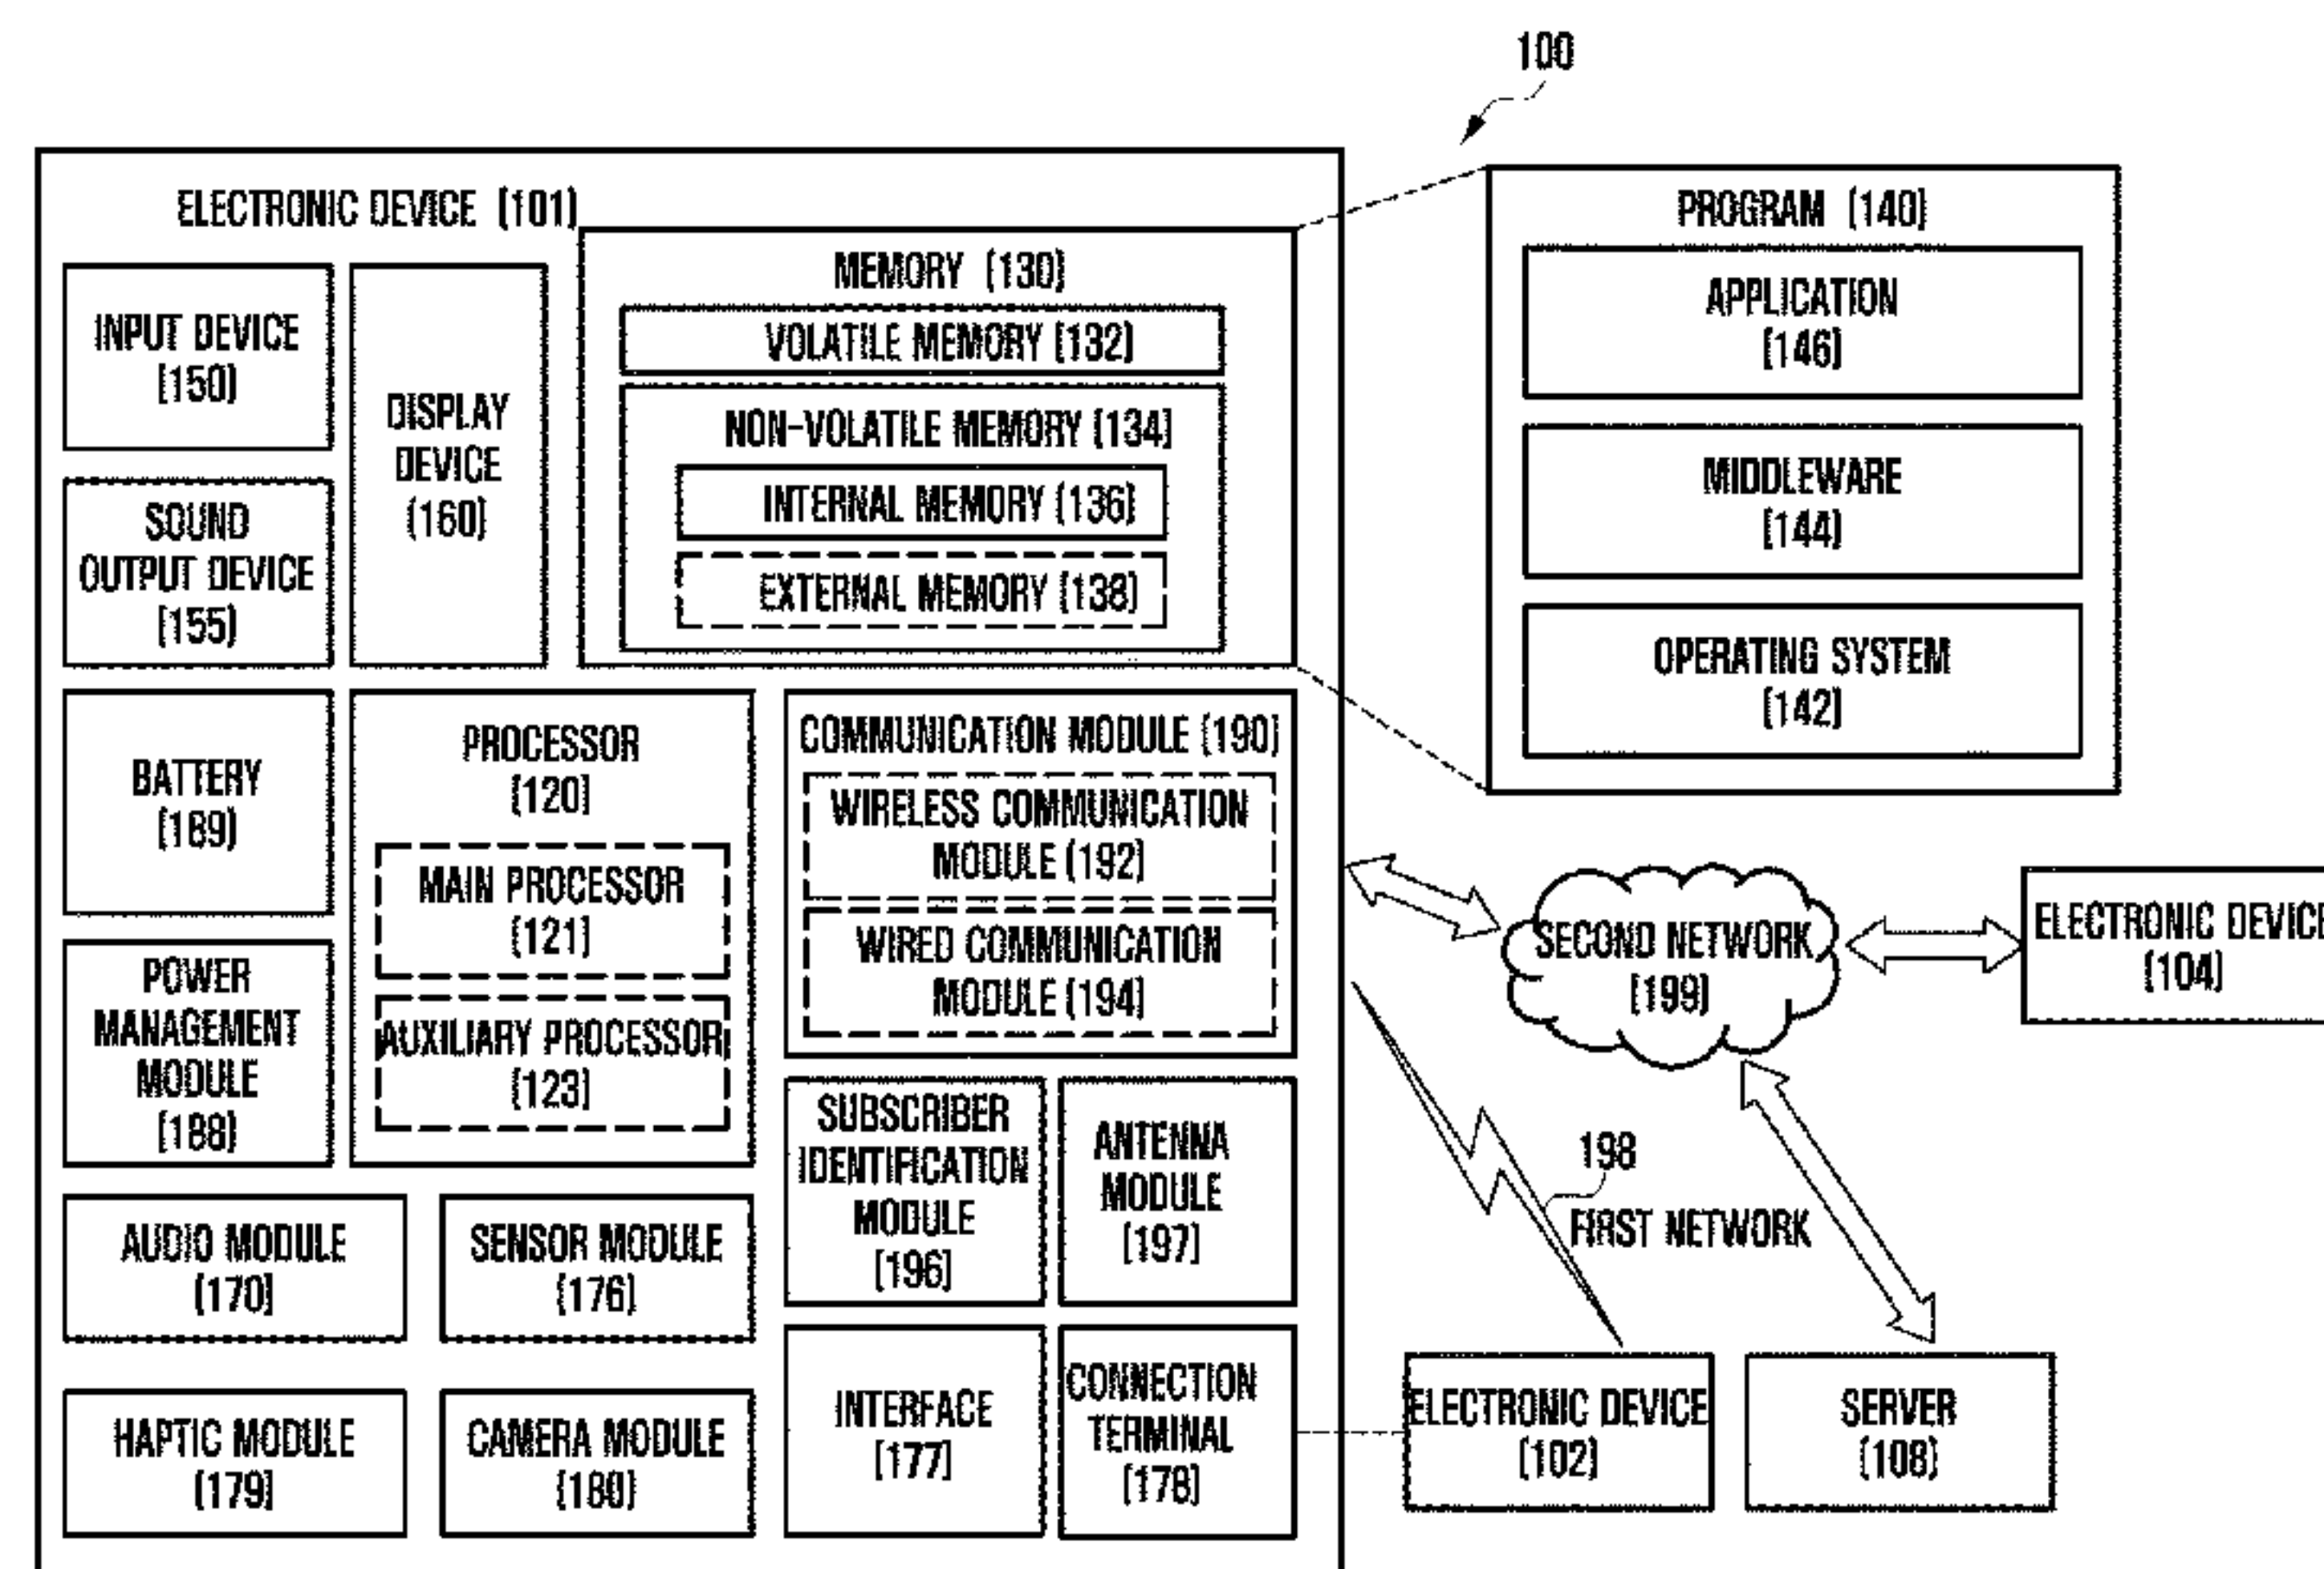 100
ELECTRONIC DEVICE (101)
INPUT DEVICE
(150)
SOUND
OUTPUT DEVICE
(155)
DISPLAY
DEVICE
(160)
MEMORY (130)
VOLATILE MEMORY (132)
NON-VOLATILE MEMORY (134)
INTERNAL MEMORY (136)
EXTERNAL MEMORY (138)
PROGRAM (140)
APPLICATION
(146)
MIDDLEWARE
(144)
OPERATING SYSTEM
(142)
BATTERY
(189)
POWER
MANAGEMENT
MODULE
(188)
PROCESSOR
(120)
MAIN PROCESSOR
(121)
AUXILIARY PROCESSOR
(123)
COMMUNICATION MODULE (190)
WIRELESS COMMUNICATION
MODULE (192)
WIRED COMMUNICATION
MODULE (194)
SUBSCRIBER
IDENTIFICATION
MODULE
(196)
ANTENNA
MODULE
(197)
AUDIO MODULE
(170)
SENSOR MODULE
(176)
HAPTIC MODULE
(179)
CAMERA MODULE
(180)
INTERFACE
(177)
CONNECTION
TERMINAL
(178)
SECOND NETWORK
(199)
ELECTRONIC DEVICE
(104)
198
FIRST NETWORK
ELECTRONIC DEVICE
(102)
SERVER
(108)